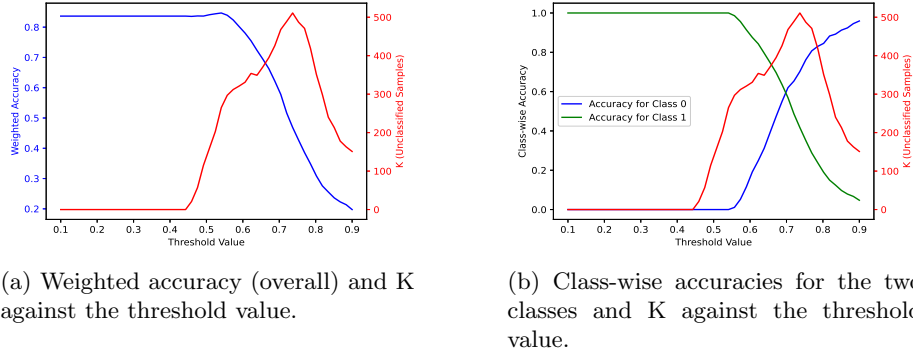 0.8
0.7
0.6
0.5
0.4
0.3
0.2
Weighted Accuracy
500
400
300
200
100
0
K (Unclassified Samples)
0.1 0.2 0.3 0.4 0.5 0.6 0.7 0.8 0.9
Threshold Value
(a) Weighted accuracy (overall) and K
against the threshold value.
1.0
0.8
0.6
0.4
0.2
0.0
Class-wise Accuracy
Accuracy for Class 0
Accuracy for Class 1
500
400
300
200
100
0
K (Unclassified Samples)
0.1 0.2 0.3 0.4 0.5 0.6 0.7 0.8 0.9
Threshold Value
(b) Class-wise accuracies for the two
classes and K against the threshold
value.